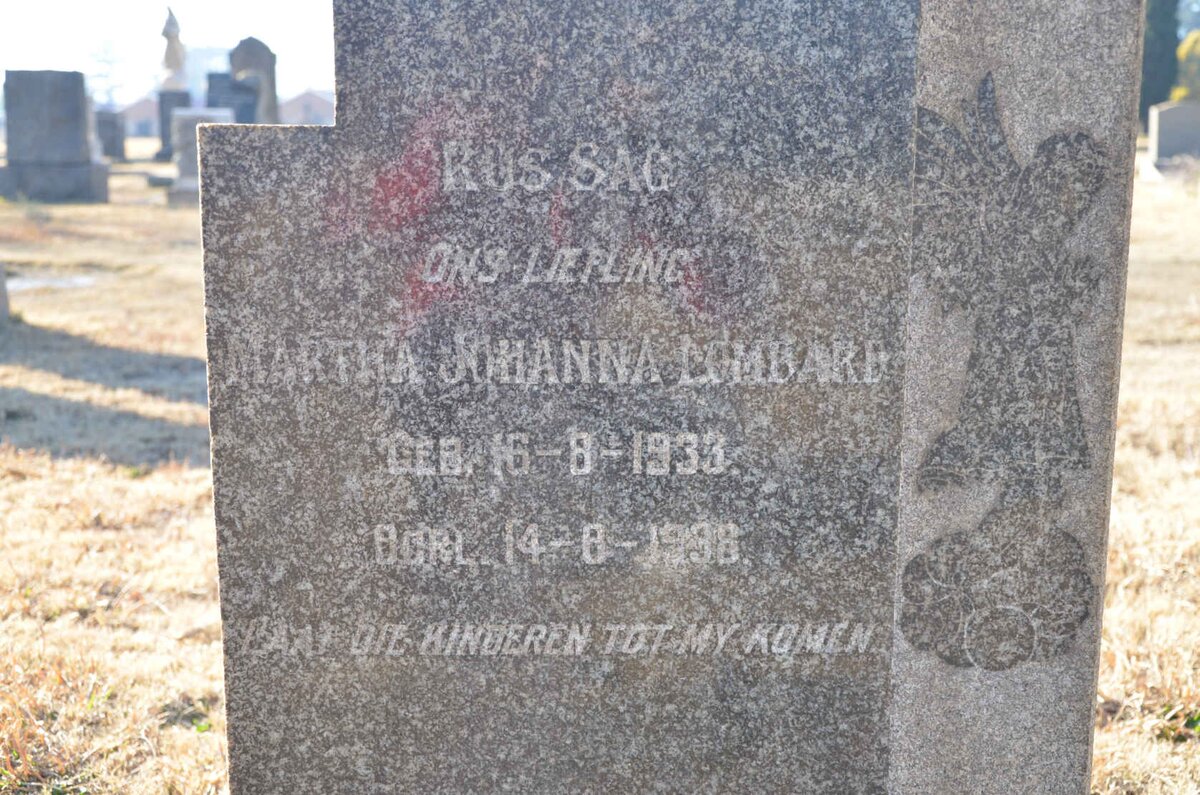 RUS SAG
ONS LIEFLING
MARTHA JOHANNA LOMBARD
GEB. 16-8-1933.
OORL. 14-8-1938.
LAAT DIE KINDEREN TOT MY KOMEN.